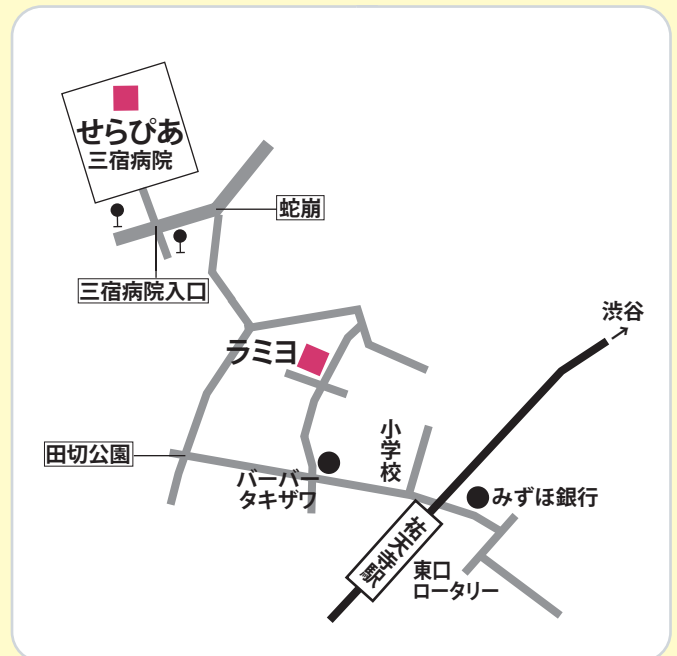 せらぴあ
三宿病院
蛇崩
三宿病院入口
渋谷
ラミヨ
小学校
田切公園
バーバー
タキザワ
みずほ銀行
祐天寺駅
東口
ロータリー